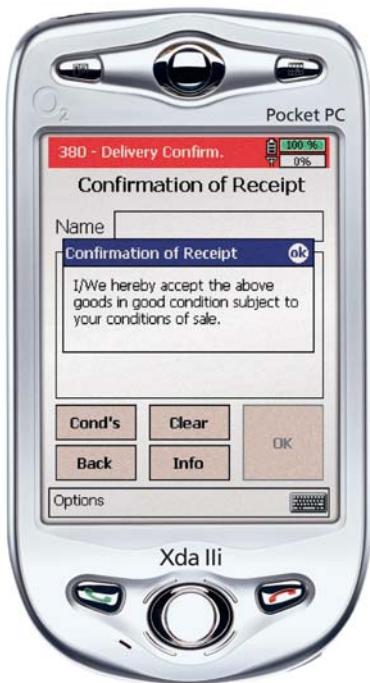 O2
Pocket PC
380 - Delivery Confirm.
100 %
0%
Confirmation of Receipt
Name
Confirmation of Receipt
ok
I/We hereby accept the above
goods in good condition subject to
your conditions of sale.
Cond's
Clear
OK
Back
Info
Options
Xda IIi